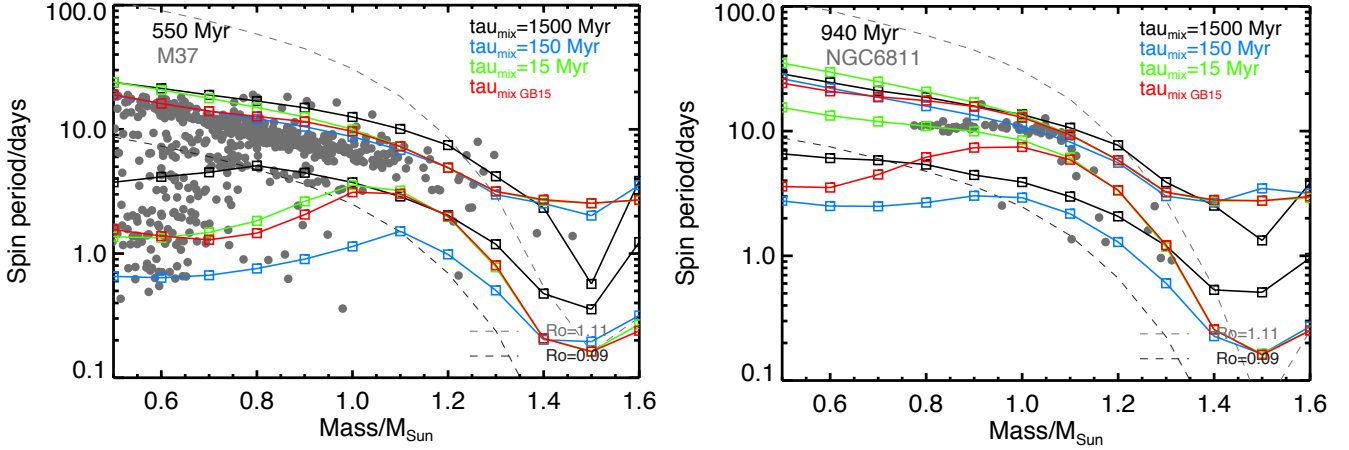 100.0
10.0
1.0
0.1
Spin period/days
550 Myr
M37
tau_mix=1500 Myr
tau_mix=150 Myr
tau_mix=15 Myr
tau_mix GB15
Ro=1.11
Ro=0.09
0.6 0.8 1.0 1.2 1.4 1.6
Mass/M_Sun
100.0
10.0
1.0
0.1
Spin period/days
940 Myr
NGC6811
tau_mix=1500 Myr
tau_mix=150 Myr
tau_mix=15 Myr
tau_mix GB15
Ro=1.11
Ro=0.09
0.6 0.8 1.0 1.2 1.4 1.6
Mass/M_Sun